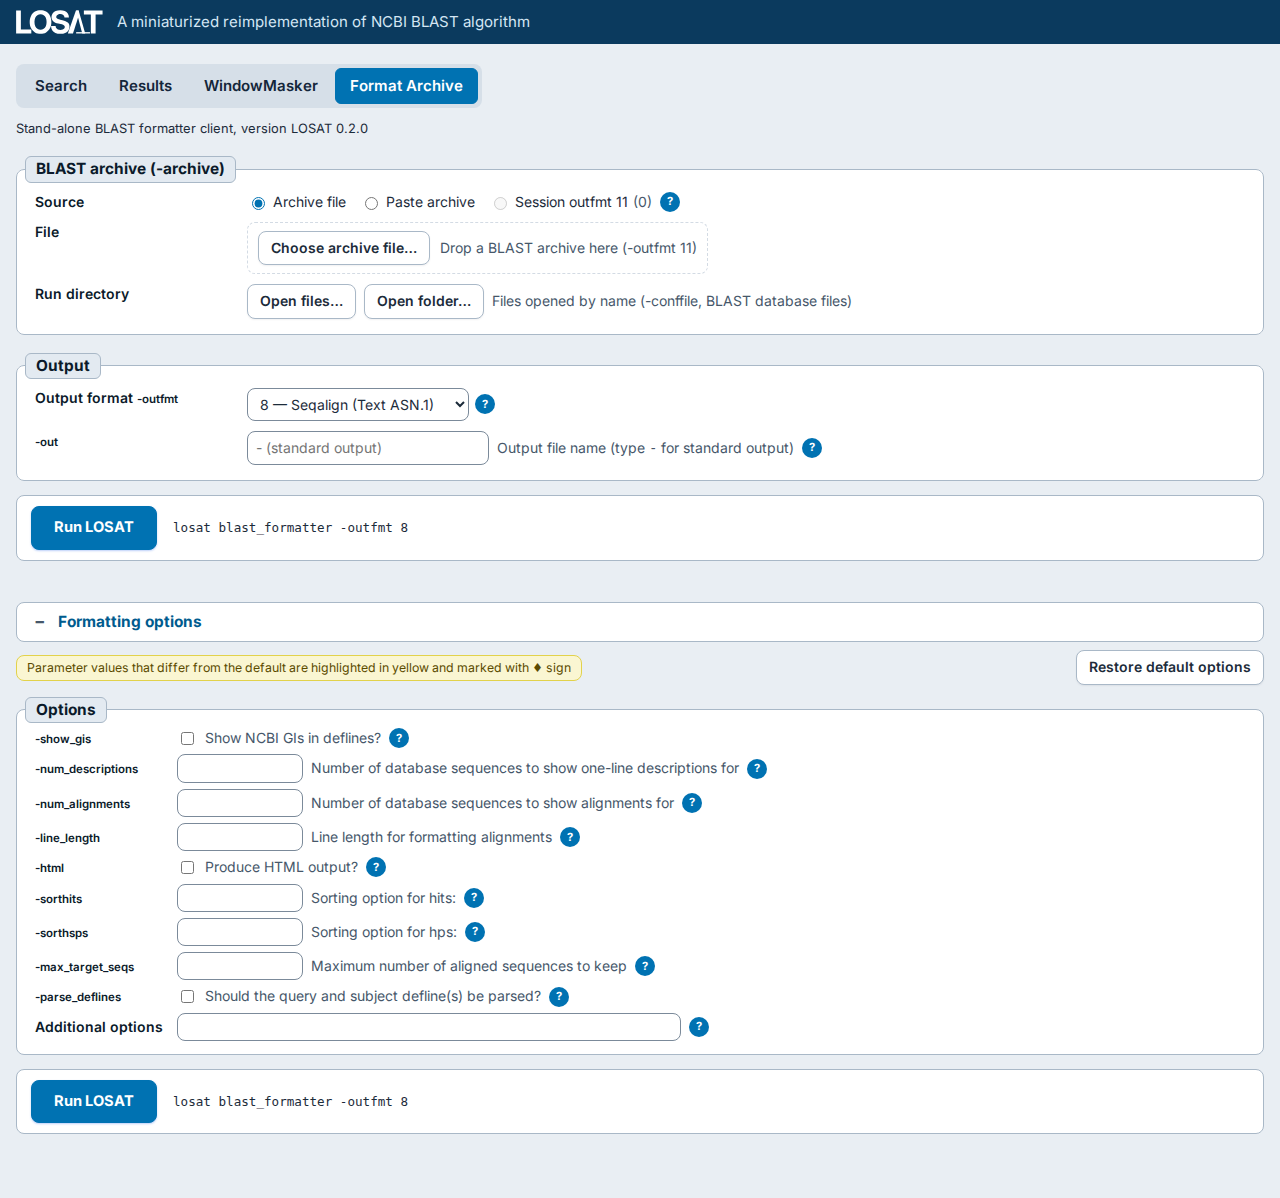 LOSAT A miniaturized reimplementation of NCBI BLAST algorithm
Search Results WindowMasker Format Archive
Stand-alone BLAST formatter client, version LOSAT 0.2.0
BLAST archive (-archive)
Source Archive file Paste archive Session outfmt 11 (0) ?
File Choose archive file... Drop a BLAST archive here (-outfmt 11)
Run directory Open files... Open folder... Files opened by name (-conffile, BLAST database files)
Output
Output format -outfmt 8 — Seqalign (Text ASN.1) ?
-out - (standard output) Output file name (type - for standard output) ?
Run LOSAT losat blast_formatter -outfmt 8
− Formatting options
Parameter values that differ from the default are highlighted in yellow and marked with ♦ sign Restore default options
Options
-show_gis Show NCBI GIs in deflines? ?
-num_descriptions Number of database sequences to show one-line descriptions for ?
-num_alignments Number of database sequences to show alignments for ?
-line_length Line length for formatting alignments ?
-html Produce HTML output? ?
-sorthits Sorting option for hits: ?
-sorthsps Sorting option for hps: ?
-max_target_seqs Maximum number of aligned sequences to keep ?
-parse_deflines Should the query and subject defline(s) be parsed? ?
Additional options ?
Run LOSAT losat blast_formatter -outfmt 8